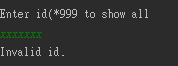 Enter id(*999 to show all
xxxxxxx
Invalid id.